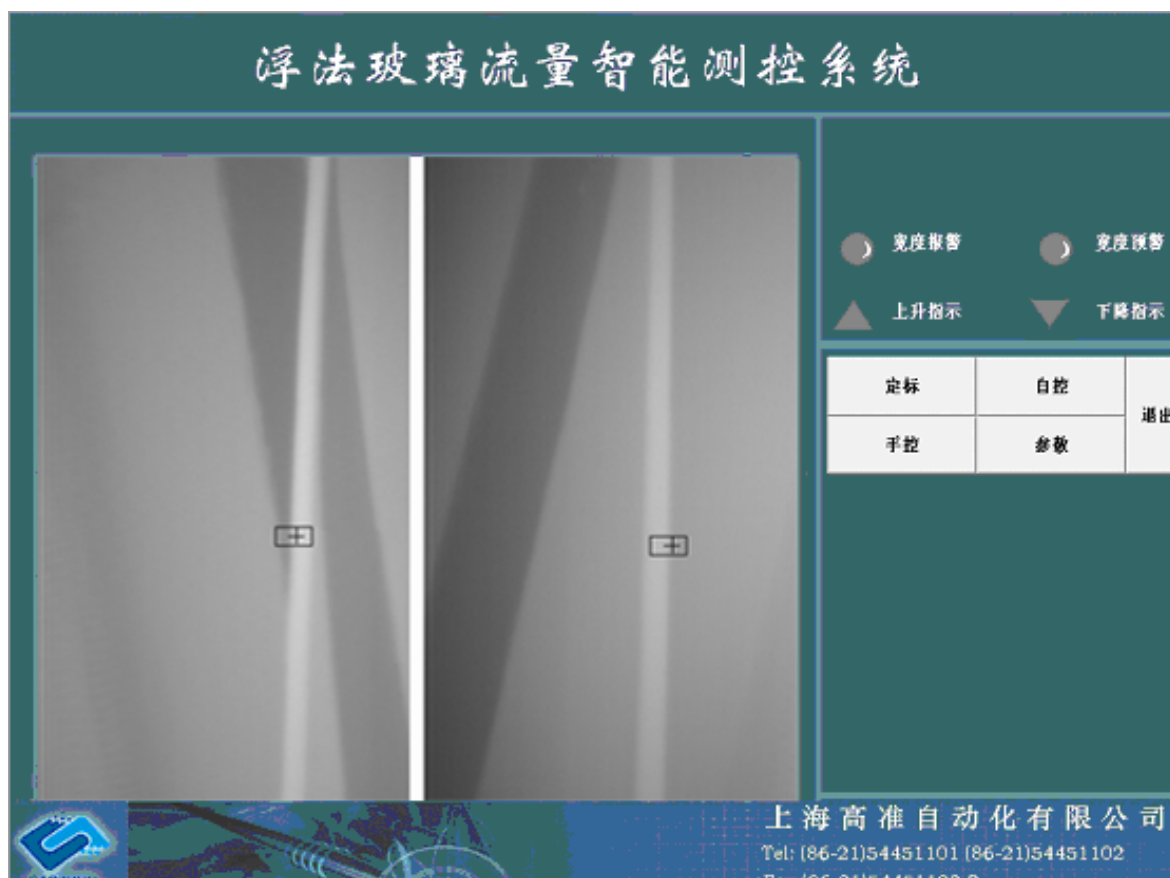 浮法玻璃流量智能测控系统
宽度报警
宽度预警
上升指示
下降指示
定标
自控
退出
手控
参数
上海高准自动化有限公司
Tel: (86-21)54451101 (86-21)54451102